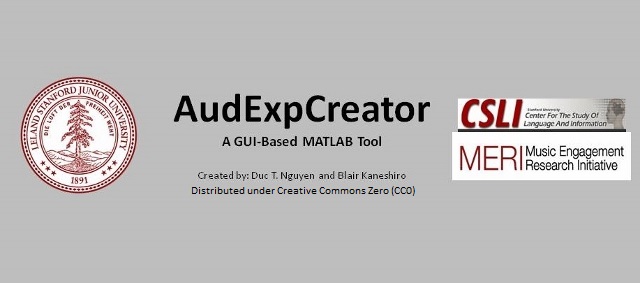 LELAND STANFORD JUNIOR UNIVERSITY
DIE LUFT DER FREIHEIT WEHT
1891
AudExpCreator
A GUI-Based MATLAB Tool
Created by: Duc T. Nguyen and Blair Kaneshiro
Distributed under Creative Commons Zero (CC0)
CSLI
Stanford University
Center For The Study Of
Language And Information
MERI
Music Engagement
Research Initiative